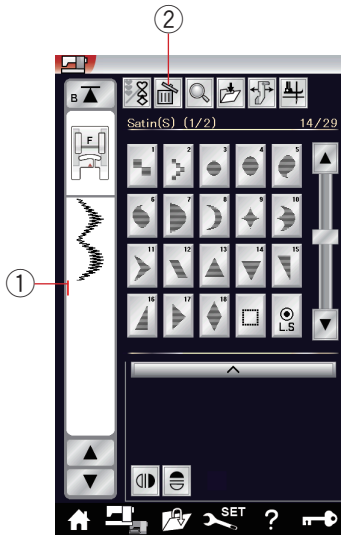 ②
B
Satin(S) (1/2) 14/29
F
1 2 3 4 5
6 7 8 9 10
①
11 12 13 14 15
16 17 18 L.S
SET ?